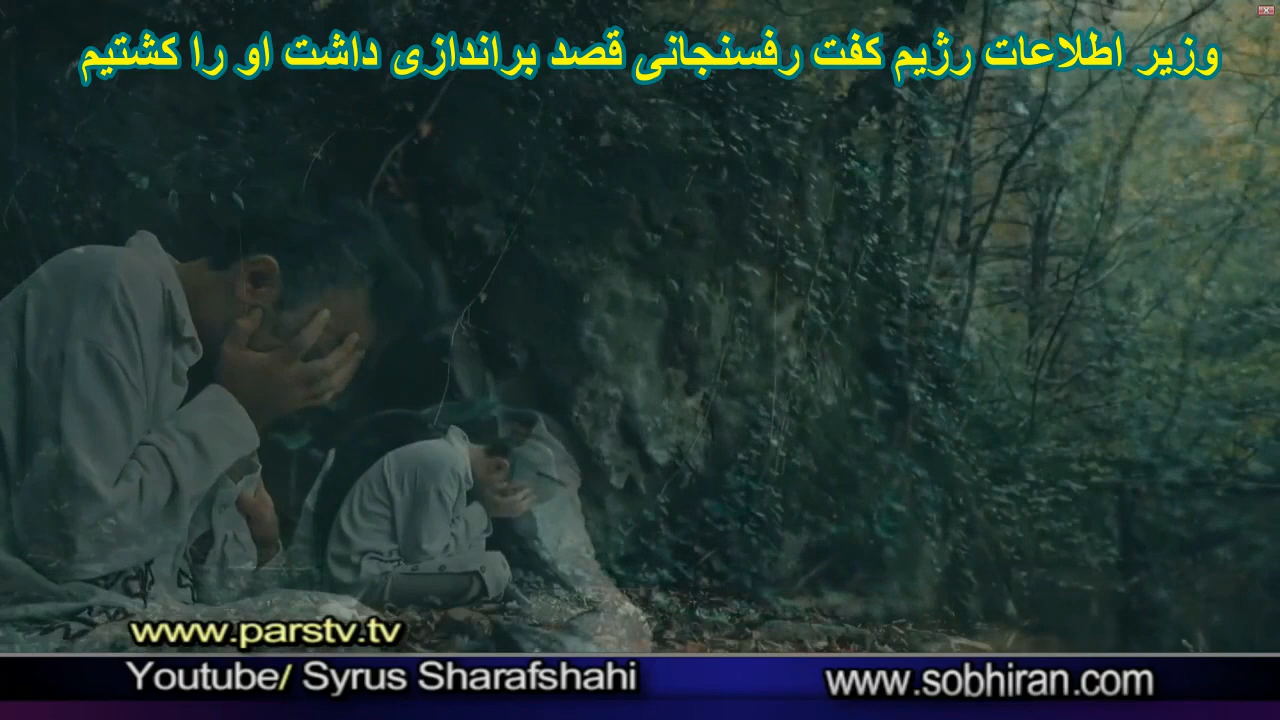 وزیر اطلاعات رژیم کفت رفسنجانی قصد براندازی داشت او را کشتیم
www.parstv.tv
Youtube/ Syrus Sharafshahi
www.sobhiran.com